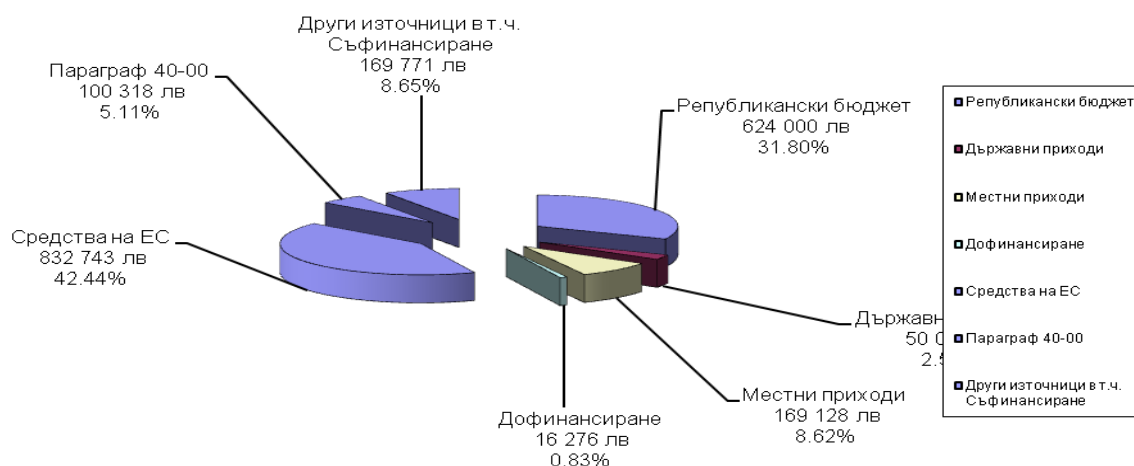 Други източници в т.ч.
Съфинансиране
169 771 лв
8.65%
Параграф 40-00
100 318 лв
5.11%
Републикански бюджет
624 000 лв
31.80%
Средства на ЕС
832 743 лв
42.44%
50
Местни приходи
169 128 лв
8.62%
Дофинансиране
16 276 лв
0.83%
Републикански бюджет
Държавни приходи
Местни приходи
Дофинансиране
Средства на ЕС
Параграф 40-00
Други източници в т.ч.
Съфинансиране